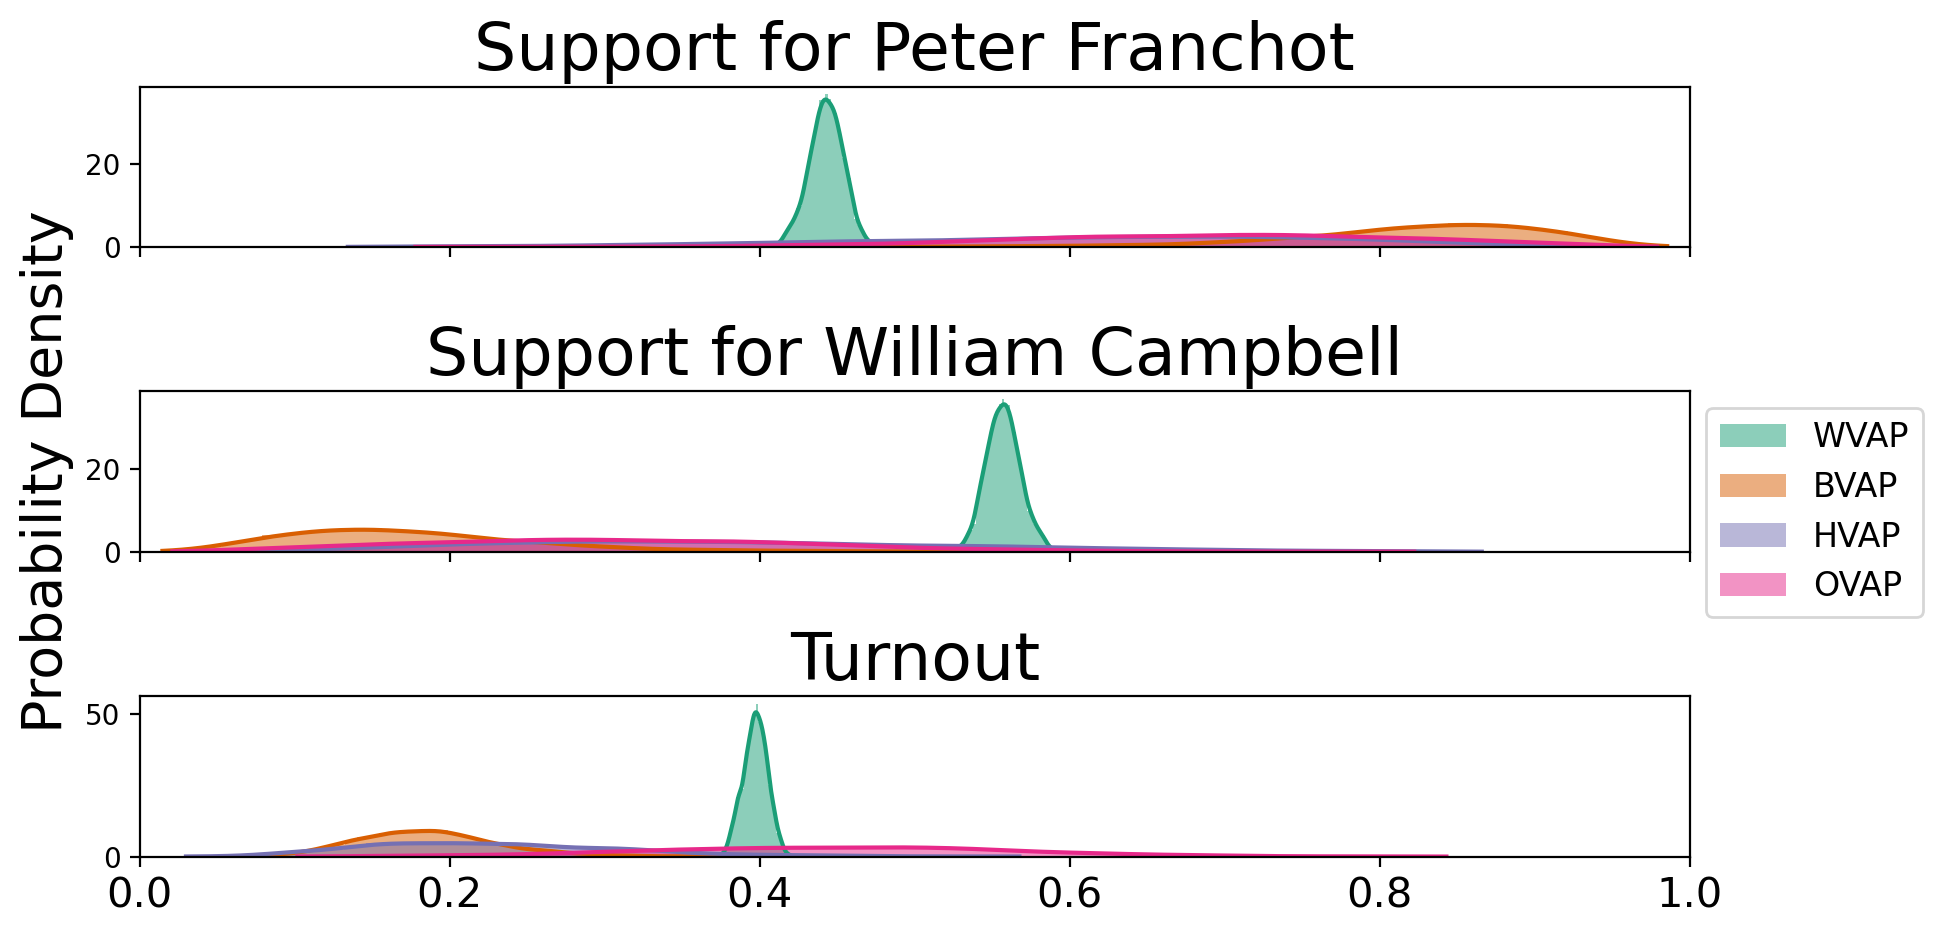 Support for Peter Franchot
20
0
Support for William Campbell
20
0
Probability Density
WVAP
BVAP
HVAP
OVAP
Turnout
50
0
0.0 0.2 0.4 0.6 0.8 1.0